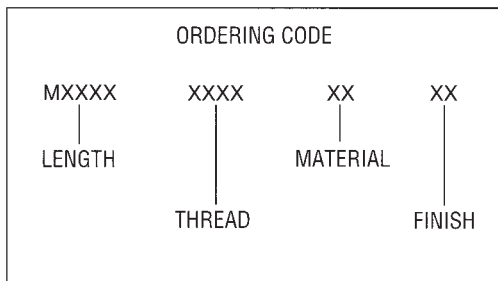 ORDERING CODE
MXXXX XXXX XX XX
LENGTH MATERIAL
THREAD FINISH